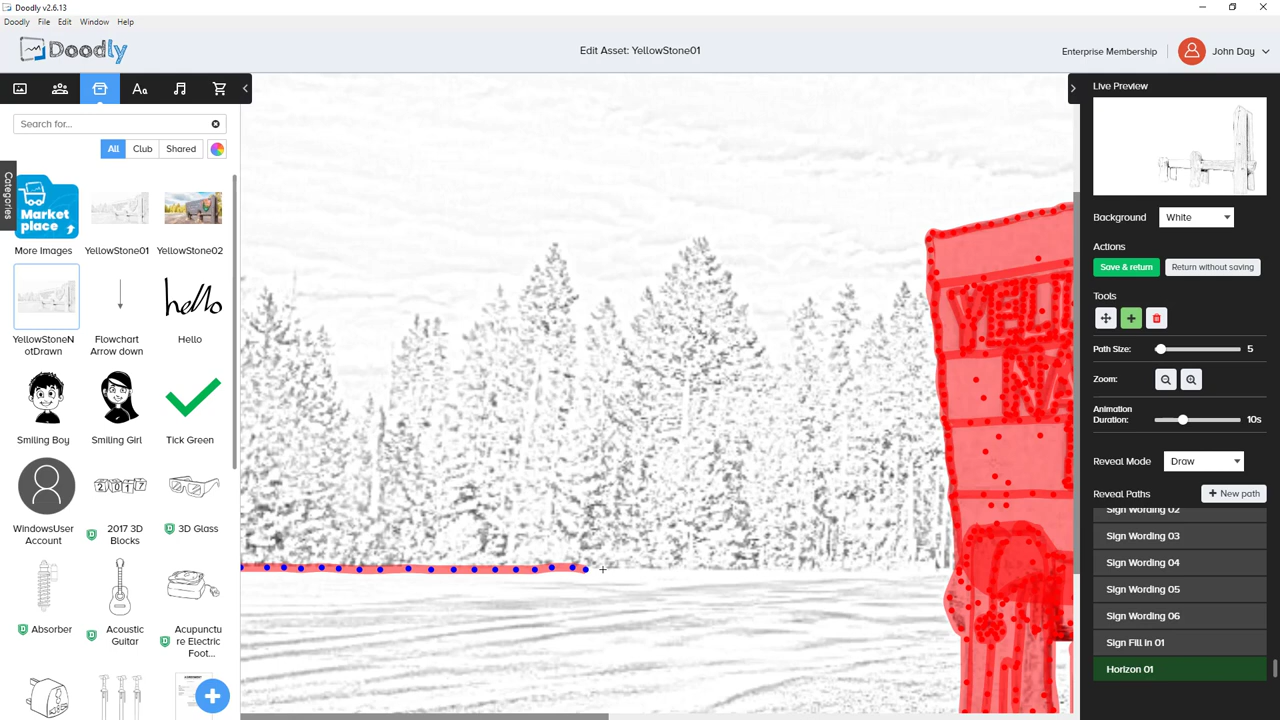 Doodly v2.6.13
Doodly File Edit Window Help
Doodly
Edit Asset: YellowStone01
Enterprise Membership
John Day
Search for...
All Club Shared
Categories
Market place
More Images
YellowStone01
YellowStone02
YellowStoneN
otDrawn
Flowchart
Arrow down
hello
Hello
Smiling Boy
Smiling Girl
Tick Green
WindowsUser
Account
2017 3D
Blocks
3D Glass
Absorber
Acoustic
Guitar
Acupunctu
re Electric
Foot...
YELL
NA
Live Preview
Background White
Actions
Save & return Return without saving
Tools
Path Size: 5
Zoom:
Animation
Duration: 10s
Reveal Mode Draw
Reveal Paths + New path
Sign Wording 02
Sign Wording 03
Sign Wording 04
Sign Wording 05
Sign Wording 06
Sign Fill in 01
Horizon 01